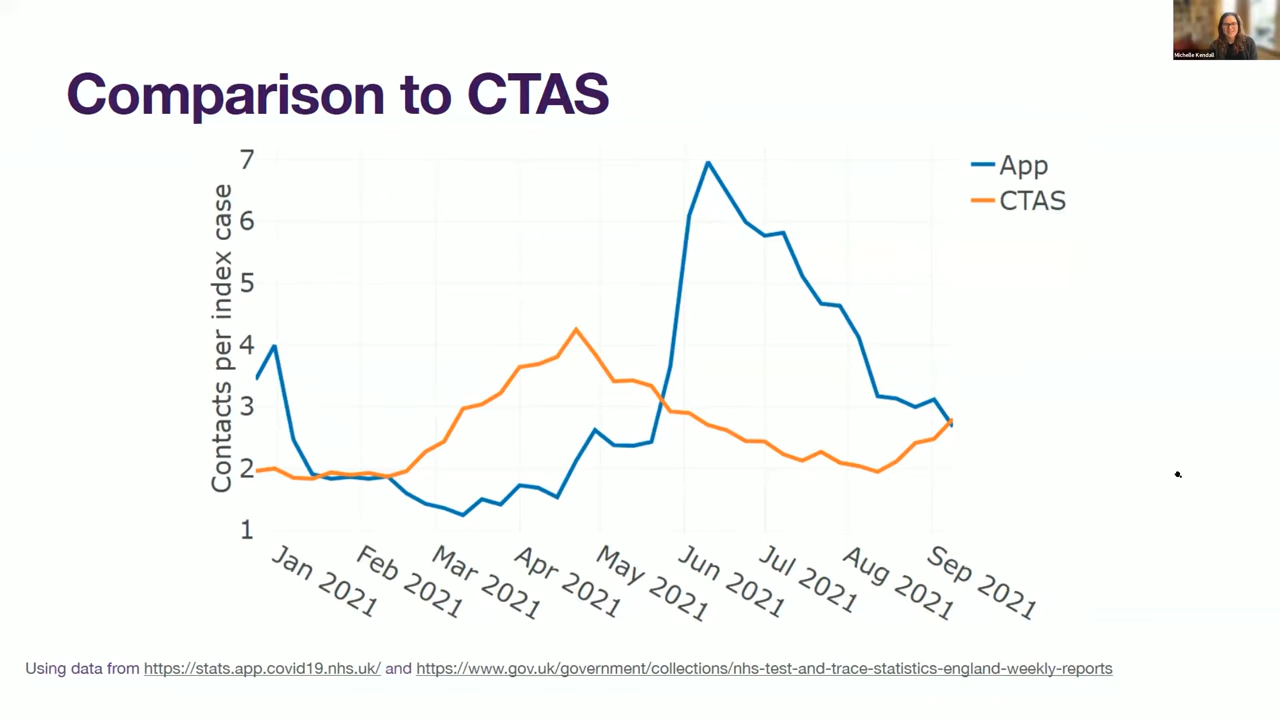 Michelle Kendall
Comparison to CTAS
Contacts per index case
7
6
5
4
3
2
1
App
CTAS
Jan 2021
Feb 2021
Mar 2021
Apr 2021
May 2021
Jun 2021
Jul 2021
Aug 2021
Sep 2021
Using data from https://stats.app.covid19.nhs.uk/ and https://www.gov.uk/government/collections/nhs-test-and-trace-statistics-england-weekly-reports